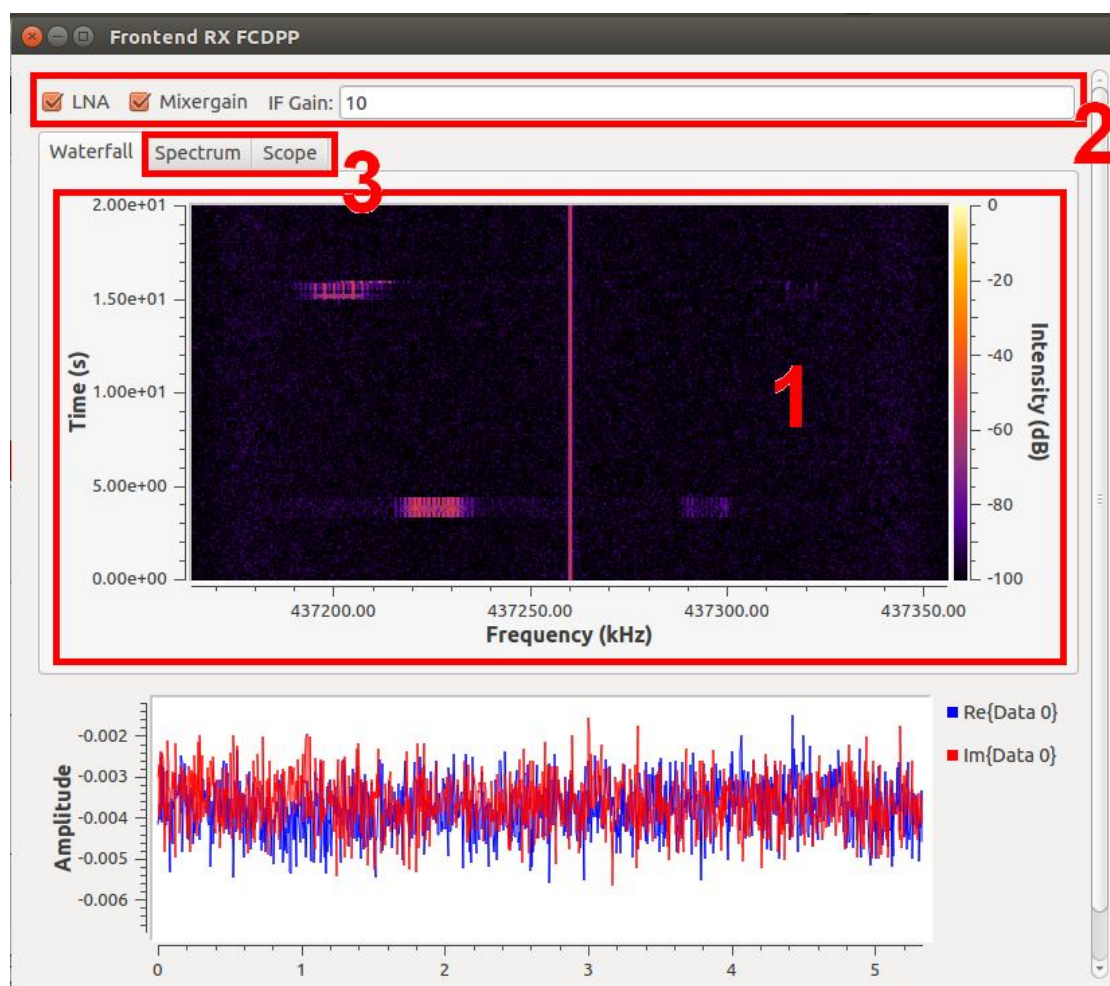 Frontend RX FCDPP
LNA Mixergain IF Gain: 10
2
Waterfall Spectrum Scope
3
2.00e+01
1.50e+01
1.00e+01
5.00e+00
0.00e+00
Time (s)
1
0
-20
-40
-60
-80
-100
Intensity (dB)
437200.00 437250.00 437300.00 437350.00
Frequency (kHz)
Re{Data 0}
Im{Data 0}
-0.002
-0.003
-0.004
-0.005
-0.006
Amplitude
0 1 2 3 4 5